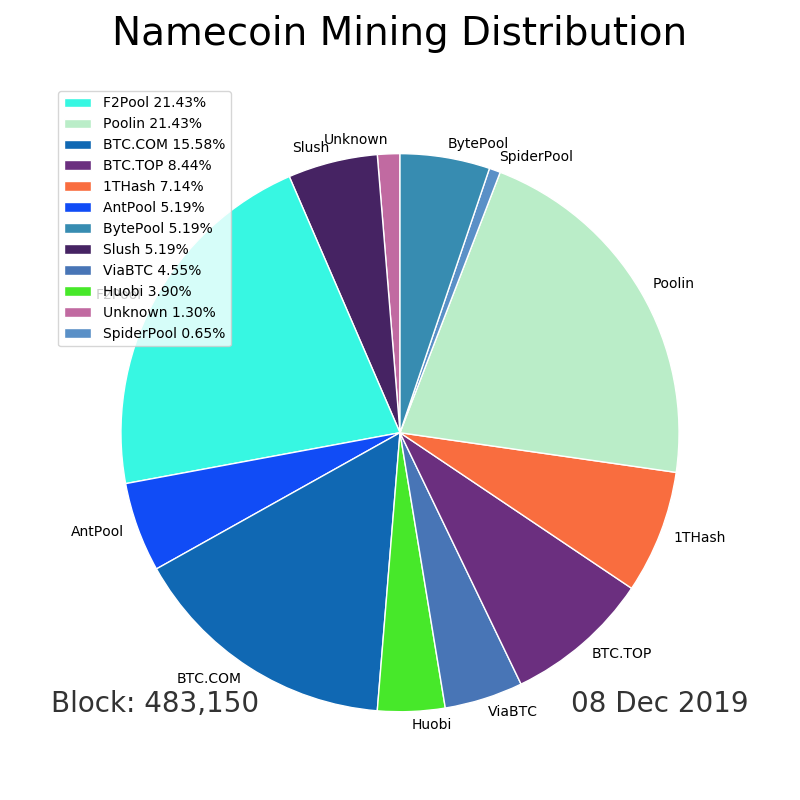 Namecoin Mining Distribution
F2Pool 21.43%
Poolin 21.43%
BTC.COM 15.58%
BTC.TOP 8.44%
1THash 7.14%
AntPool 5.19%
BytePool 5.19%
Slush 5.19%
ViaBTC 4.55%
Huobi 3.90%
Unknown 1.30%
SpiderPool 0.65%
Unknown
Slush
BytePool
SpiderPool
Poolin
F2Pool
AntPool
1THash
BTC.TOP
BTC.COM
ViaBTC
Huobi
Block: 483,150
08 Dec 2019